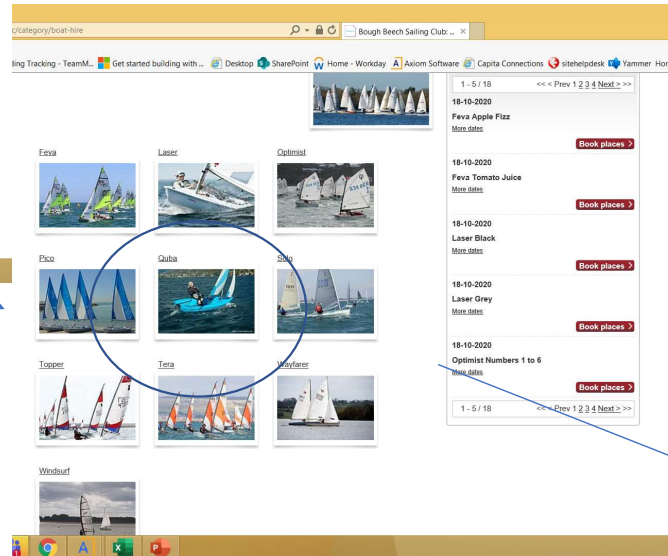 c/category/boat-hire
Bough Beech Sailing Club: ... ×
ding Tracking - TeamM... Get started building with ... Desktop SharePoint Home - Workday Axiom Software Capita Connections sitehelpdesk Yammer Hor
1 - 5 / 18 << < Prev 1 2 3 4 Next > >>
18-10-2020
Feva Apple Fizz
More dates
Book places >
18-10-2020
Feva Tomato Juice
More dates
Book places >
18-10-2020
Laser Black
More dates
Book places >
18-10-2020
Laser Grey
More dates
Book places >
18-10-2020
Optimist Numbers 1 to 6
More dates
Book places >
1 - 5 / 18 << < Prev 1 2 3 4 Next > >>
Feva Laser Optimist
Pico Quba Solo
Topper Tera Wayfarer
Windsurf